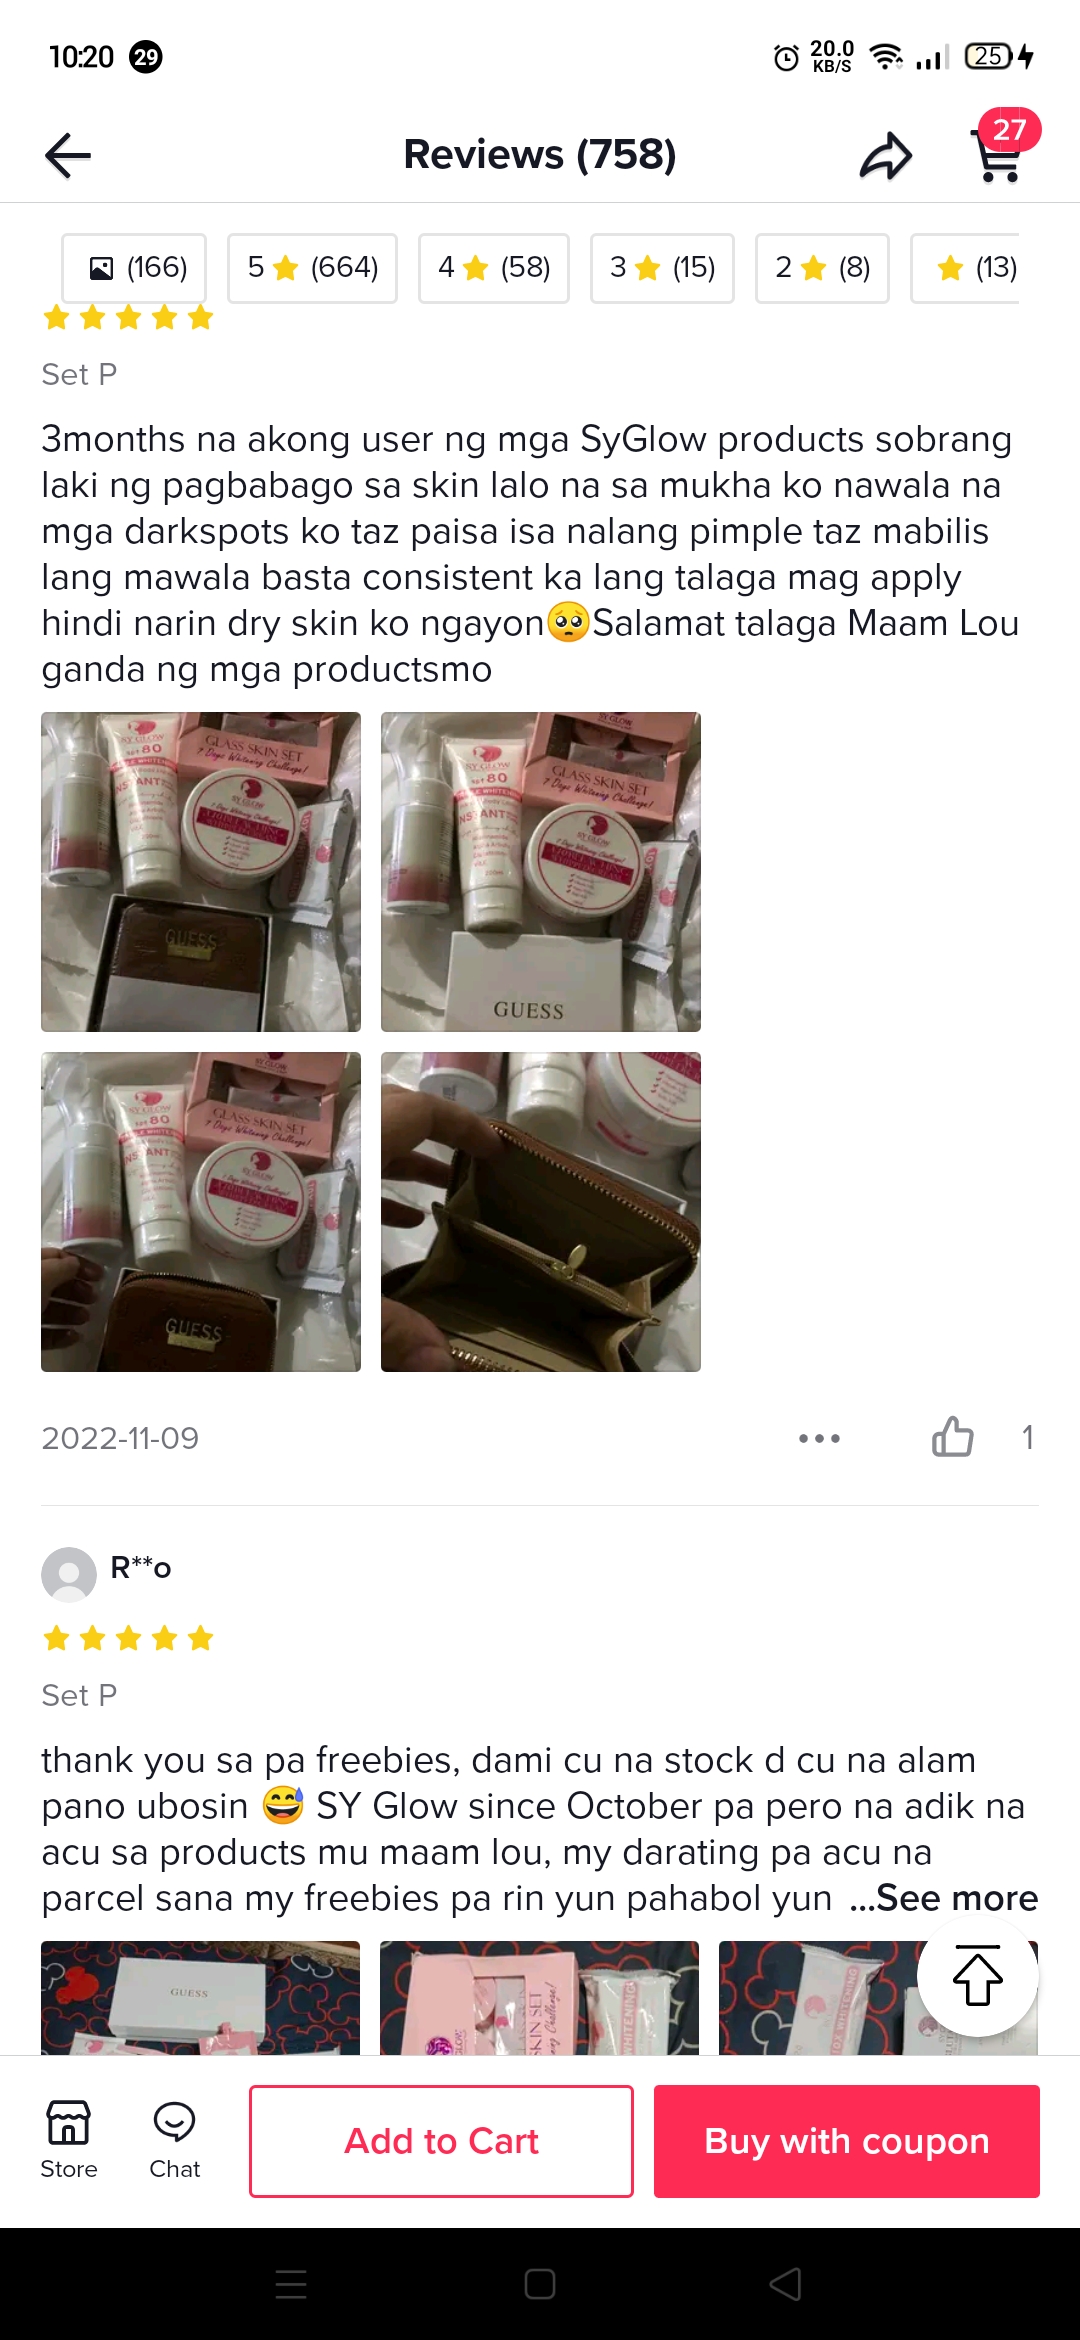 10:20 29 20.0 KB/S 25
Reviews (758)
27
(166) 5 (664) 4 (58) 3 (15) 2 (8) (13)
Set P
3months na akong user ng mga SyGlow products sobrang
laki ng pagbabago sa skin lalo na sa mukha ko nawala na
mga darkspots ko taz paisa isa nalang pimple taz mabilis
lang mawala basta consistent ka lang talaga mag apply
hindi narin dry skin ko ngayon🥺Salamat talaga Maam Lou
ganda ng mga productsmo
SY GLOW
80
GLASS SKIN SET
7 Days Whitening Challenge!
GUESS
SY GLOW
80
GLASS SKIN SET
7 Days Whitening Challenge!
GUESS
SY GLOW
80
GLASS SKIN SET
7 Days Whitening Challenge!
GUESS
2022-11-09
1
R**o
Set P
thank you sa pa freebies, dami cu na stock d cu na alam
pano ubosin 😅 SY Glow since October pa pero na adik na
acu sa products mu maam lou, my darating pa acu na
parcel sana my freebies pa rin yun pahabol yun ...See more
GUESS
SKIN SET
WHITENING
WHITENING
Store
Chat
Add to Cart
Buy with coupon